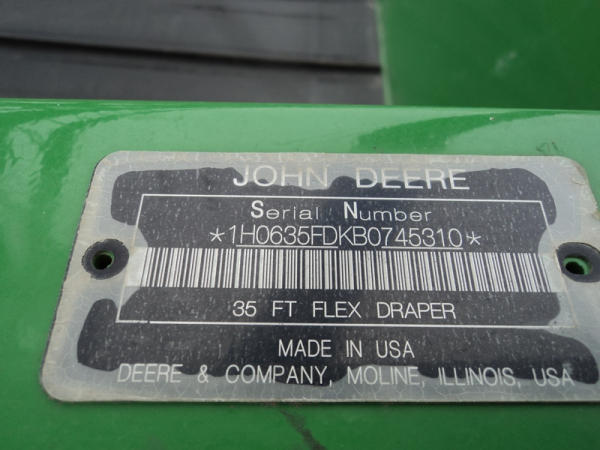 JOHN DEERE
Serial Number
*1H0635FDKB0745310*
35 FT FLEX DRAPER
MADE IN USA
DEERE & COMPANY, MOLINE, ILLINOIS, USA